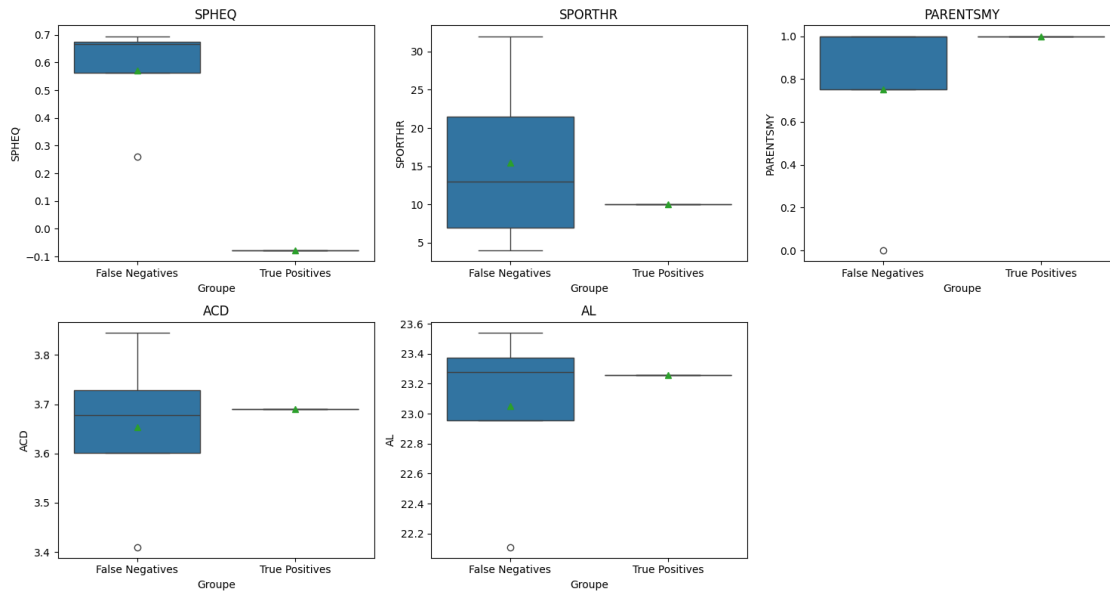 SPHEQ
SPHEQ
0.7
0.6
0.5
0.4
0.3
0.2
0.1
0.0
−0.1
False Negatives True Positives
Groupe
SPORTHR
SPORTHR
30
25
20
15
10
5
False Negatives True Positives
Groupe
PARENTSMY
PARENTSMY
1.0
0.8
0.6
0.4
0.2
0.0
False Negatives True Positives
Groupe
ACD
ACD
3.8
3.7
3.6
3.5
3.4
False Negatives True Positives
Groupe
AL
AL
23.6
23.4
23.2
23.0
22.8
22.6
22.4
22.2
False Negatives True Positives
Groupe